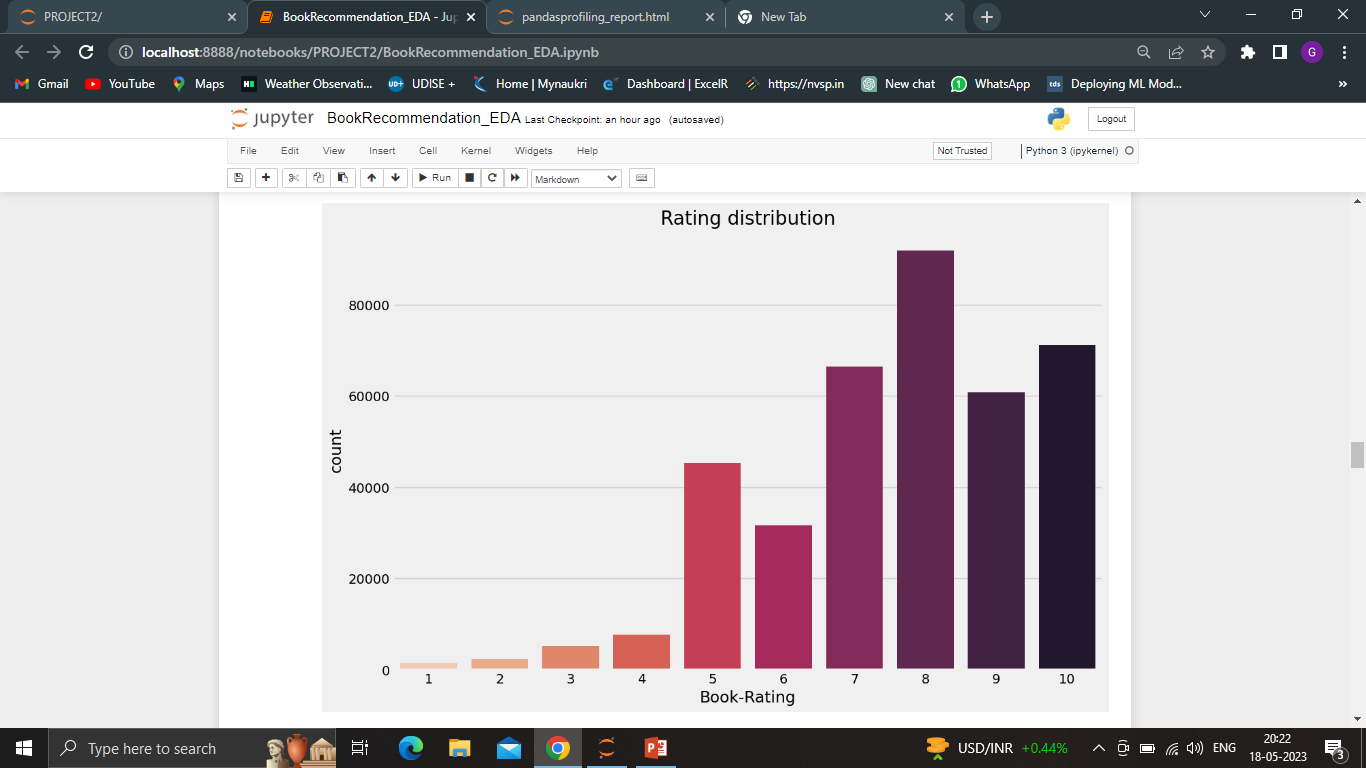 PROJECT2/
BookRecommendation_EDA - Jup
pandasprofiling_report.html
New Tab
localhost:8888/notebooks/PROJECT2/BookRecommendation_EDA.ipynb
G
Gmail YouTube Maps Weather Observati... UD+ UDISE + Home | Mynaukri Dashboard | ExcelR https://nvsp.in New chat 1 WhatsApp tds Deploying ML Mod... »
jupyter BookRecommendation_EDA Last Checkpoint: an hour ago (autosaved) Logout
File Edit View Insert Cell Kernel Widgets Help Not Trusted Python 3 (ipykernel)
Run Markdown
Rating distribution
80000
60000
40000
20000
0
count
1 2 3 4 5 6 7 8 9 10
Book-Rating
Type here to search
USD/INR +0.44%
ENG
20:22
18-05-2023
3